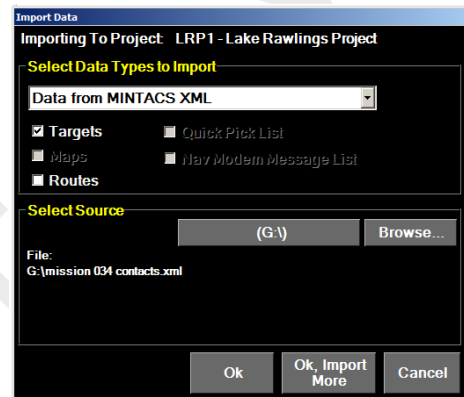 Import Data
Importing To Project: LRP1 - Lake Rawlings Project
Select Data Types to Import
Data from MINTACS XML
Targets
Quick Pick List
Maps
Nav Modem Message List
Routes
Select Source
(G:\)
Browse...
File:
G:\mission 034 contacts.xml
Ok
Ok, Import
More
Cancel